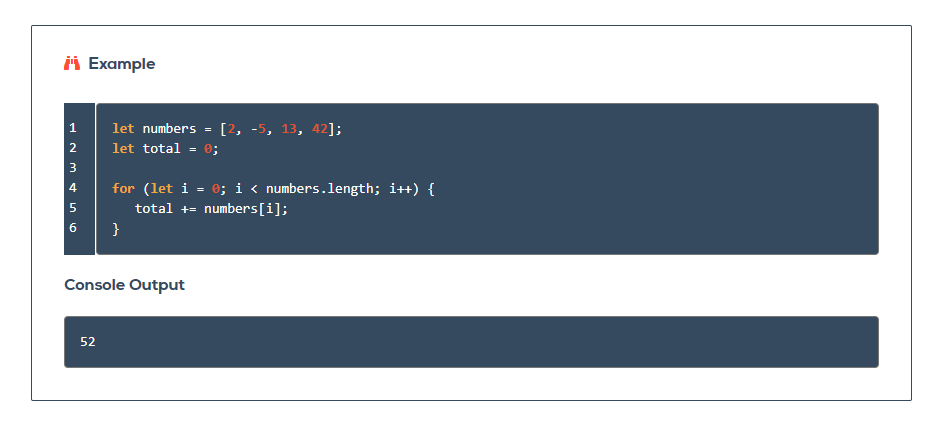 Example
1 let numbers = [2, -5, 13, 42];
2 let total = 0;
3
4 for (let i = 0; i < numbers.length; i++) {
5    total += numbers[i];
6 }
Console Output
52